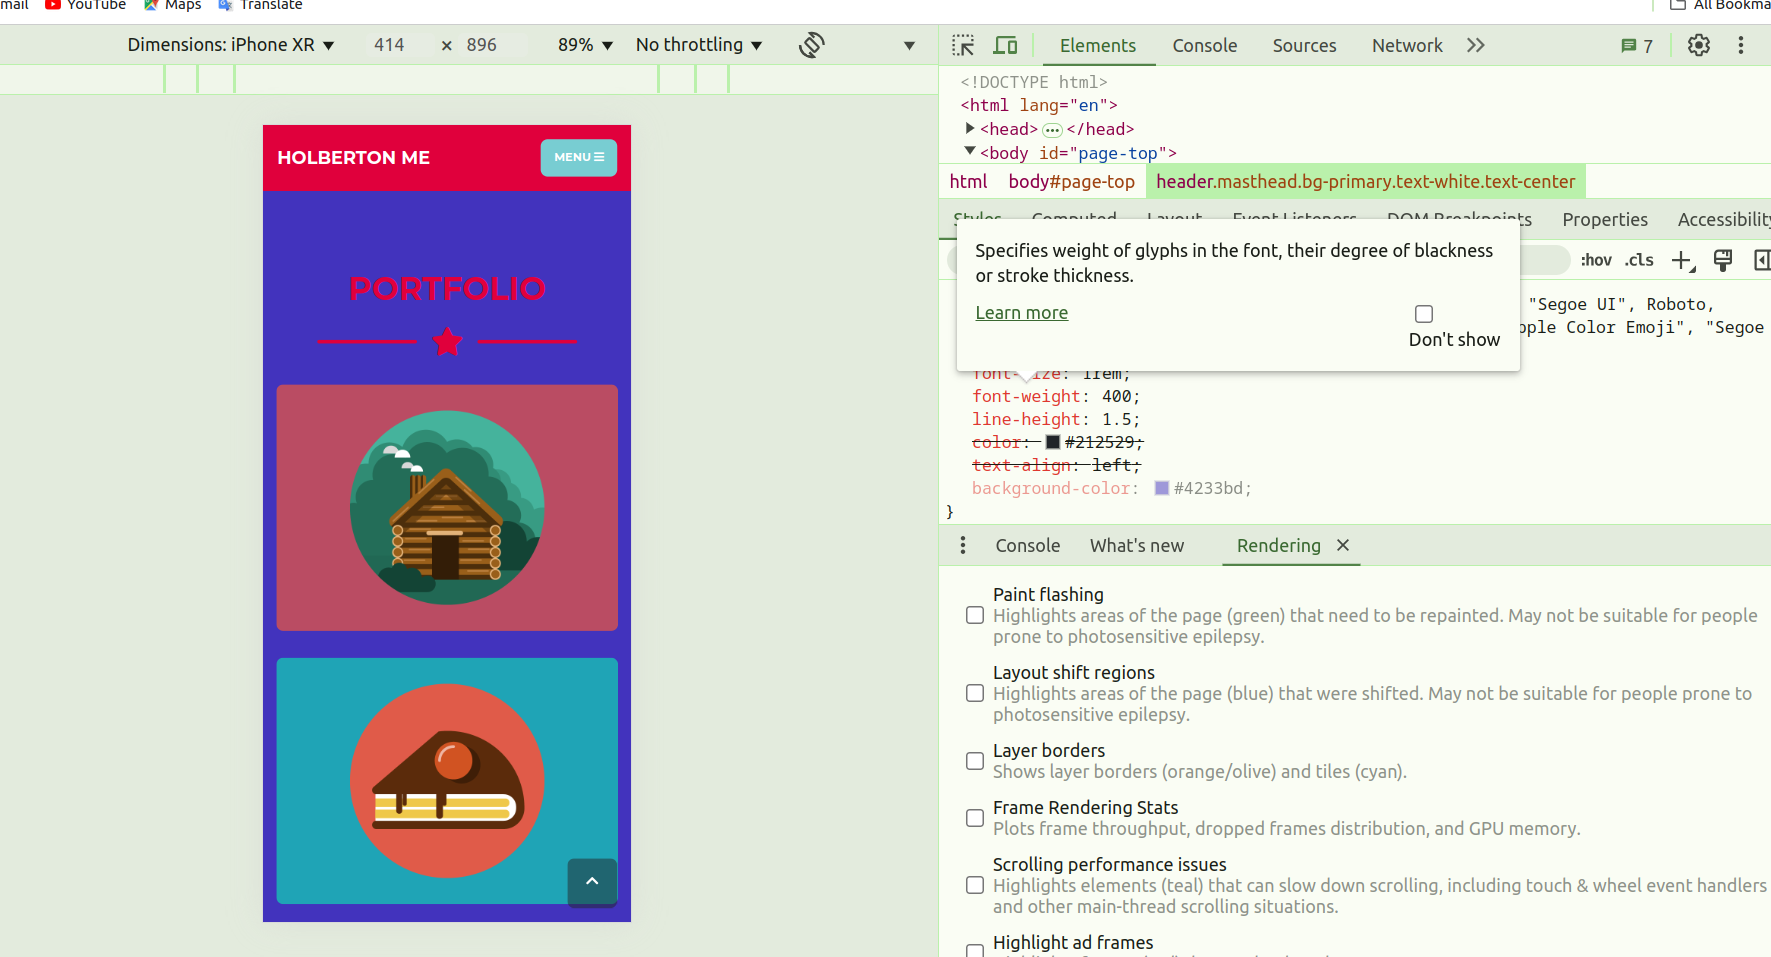 mail YouTube Maps Translate All Bookma
Dimensions: iPhone XR 414 × 896 89% No throttling
Elements Console Sources Network 7
<!DOCTYPE html>
<html lang="en">
<head> ••• </head>
<body id="page-top">
html body#page-top header.masthead.bg-primary.text-white.text-center
Styles Computed Layout Event Listeners DOM Breakpoints Properties Accessibility
Specifies weight of glyphs in the font, their degree of blackness
or stroke thickness.
Learn more
Don't show
:hov .cls
"Segoe UI", Roboto,
pple Color Emoji", "Segoe
font-size: 1rem;
font-weight: 400;
line-height: 1.5;
color: #212529;
text-align: left;
background-color: #4233bd;
}
Console What's new Rendering
Paint flashing
Highlights areas of the page (green) that need to be repainted. May not be suitable for people
prone to photosensitive epilepsy.
Layout shift regions
Highlights areas of the page (blue) that were shifted. May not be suitable for people prone to
photosensitive epilepsy.
Layer borders
Shows layer borders (orange/olive) and tiles (cyan).
Frame Rendering Stats
Plots frame throughput, dropped frames distribution, and GPU memory.
Scrolling performance issues
Highlights elements (teal) that can slow down scrolling, including touch & wheel event handlers
and other main-thread scrolling situations.
Highlight ad frames
HOLBERTON ME
MENU
PORTFOLIO